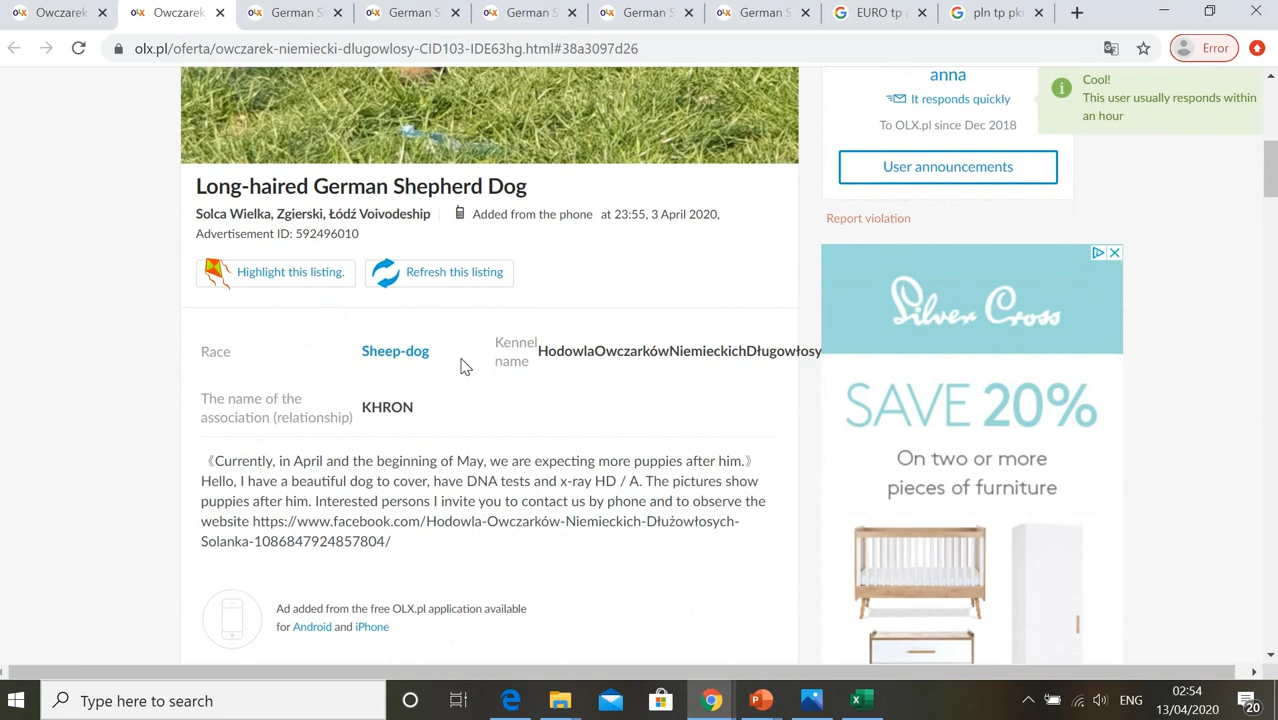 Owczarek
Owczarek
German S
German S
German S
German S
German S
EURO tp p
pln tp pk
olx.pl/oferta/owczarek-niemiecki-dlugowlosy-CID103-IDE63hg.html#38a3097d26
Error
anna
It responds quickly
To OLX.pl since Dec 2018
User announcements
Report violation
Cool!
This user usually responds within
an hour
Long-haired German Shepherd Dog
Solca Wielka, Zgierski, Łódź Voivodeship
Added from the phone at 23:55, 3 April 2020,
Advertisement ID: 592496010
Highlight this listing.
Refresh this listing
Race
Sheep-dog
Kennel
name
HodowlaOwczarkówNiemieckichDługowłosy
The name of the
association (relationship)
KHRON
《Currently, in April and the beginning of May, we are expecting more puppies after him.》
Hello, I have a beautiful dog to cover, have DNA tests and x-ray HD / A. The pictures show
puppies after him. Interested persons I invite you to contact us by phone and to observe the
website https://www.facebook.com/Hodowla-Owczarków-Niemieckich-Dłużowłosych-
Solanka-1086847924857804/
Ad added from the free OLX.pl application available
for Android and iPhone
Silver Cross
SAVE 20%
On two or more
pieces of furniture
Type here to search
ENG
02:54
13/04/2020
20